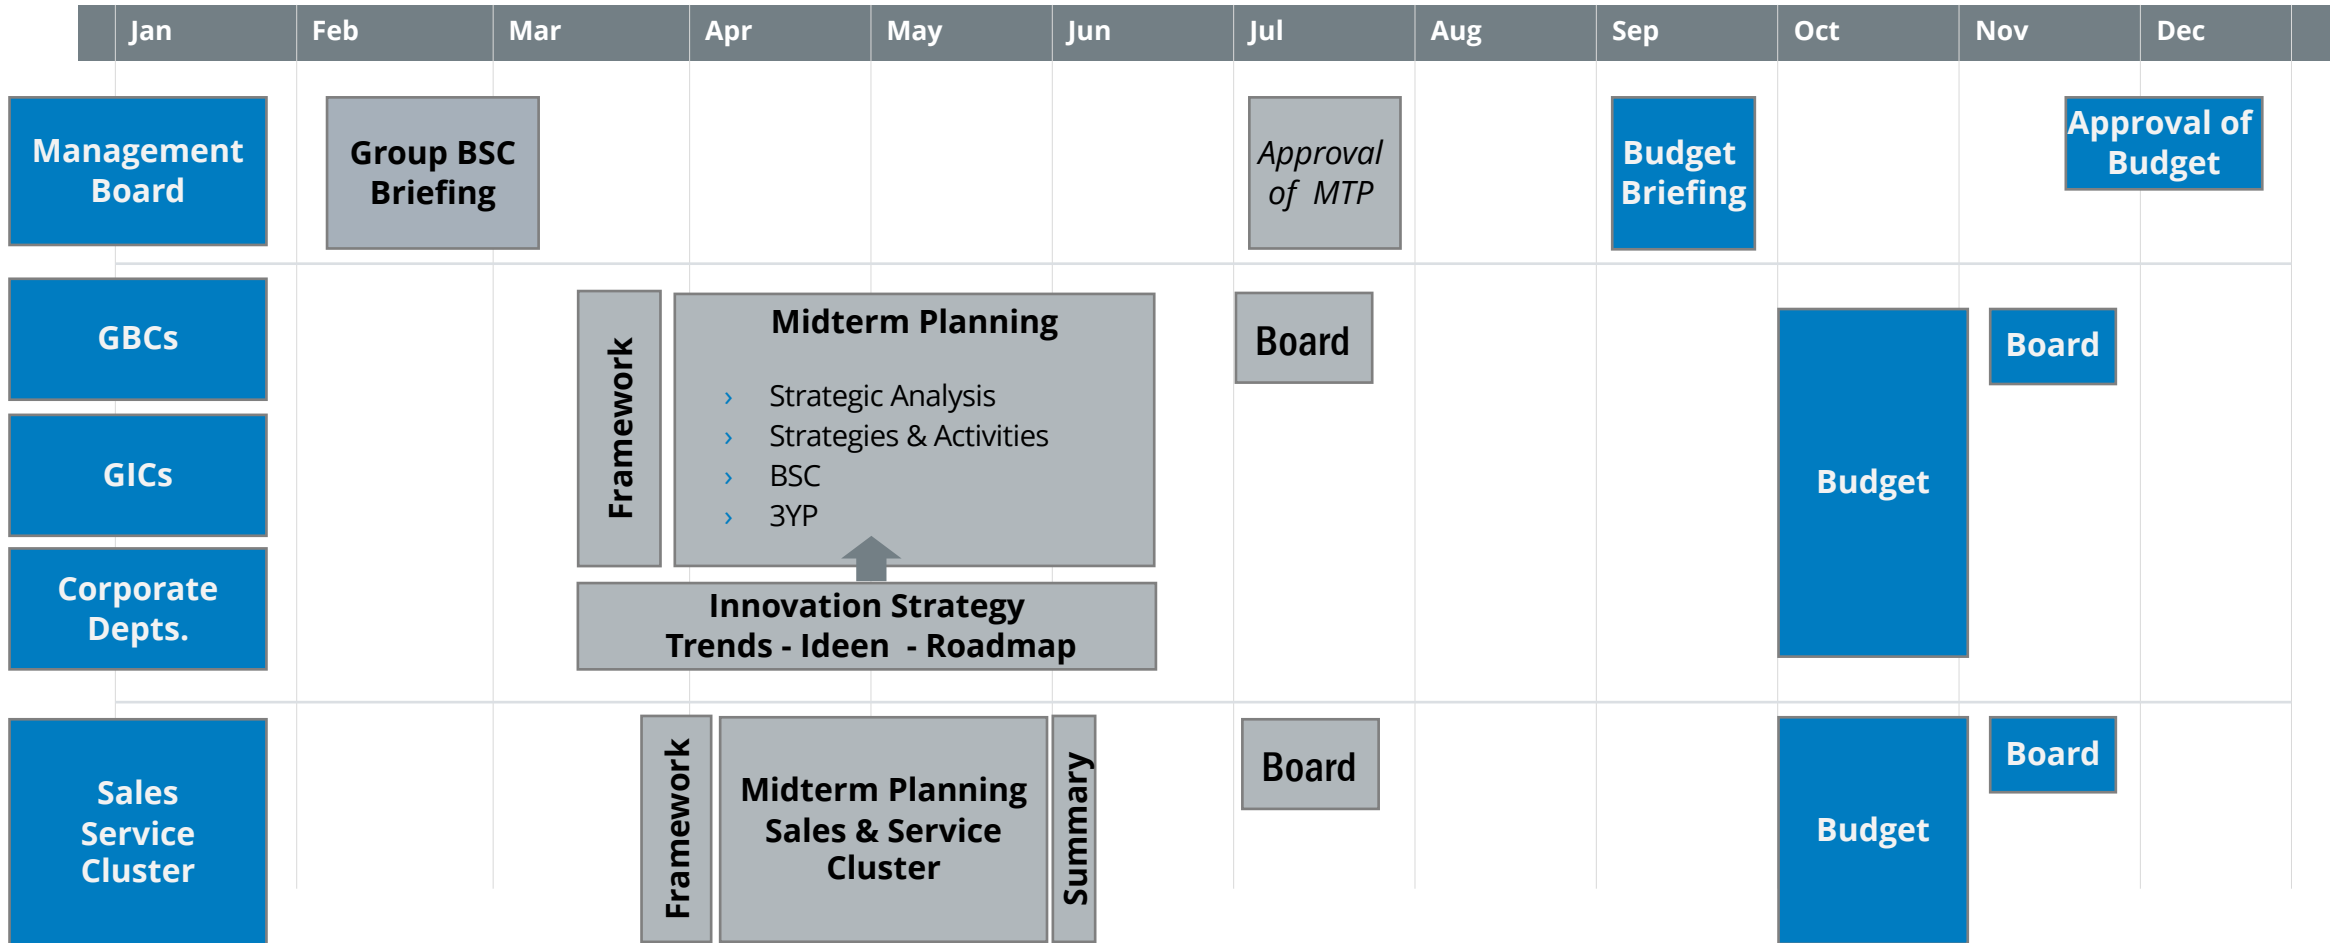 Jan Feb Mar Apr May Jun Jul Aug Sep Oct Nov Dec
Management
Board
Group BSC
Briefing
Approval
of MTP
Budget
Briefing
Approval of
Budget
GBCs
GICs
Corporate
Depts.
Framework
Midterm Planning
› Strategic Analysis
› Strategies & Activities
› BSC
› 3YP
Innovation Strategy
Trends - Ideen - Roadmap
Board
Budget
Board
Sales
Service
Cluster
Framework
Midterm Planning
Sales & Service
Cluster
Summary
Board
Budget
Board